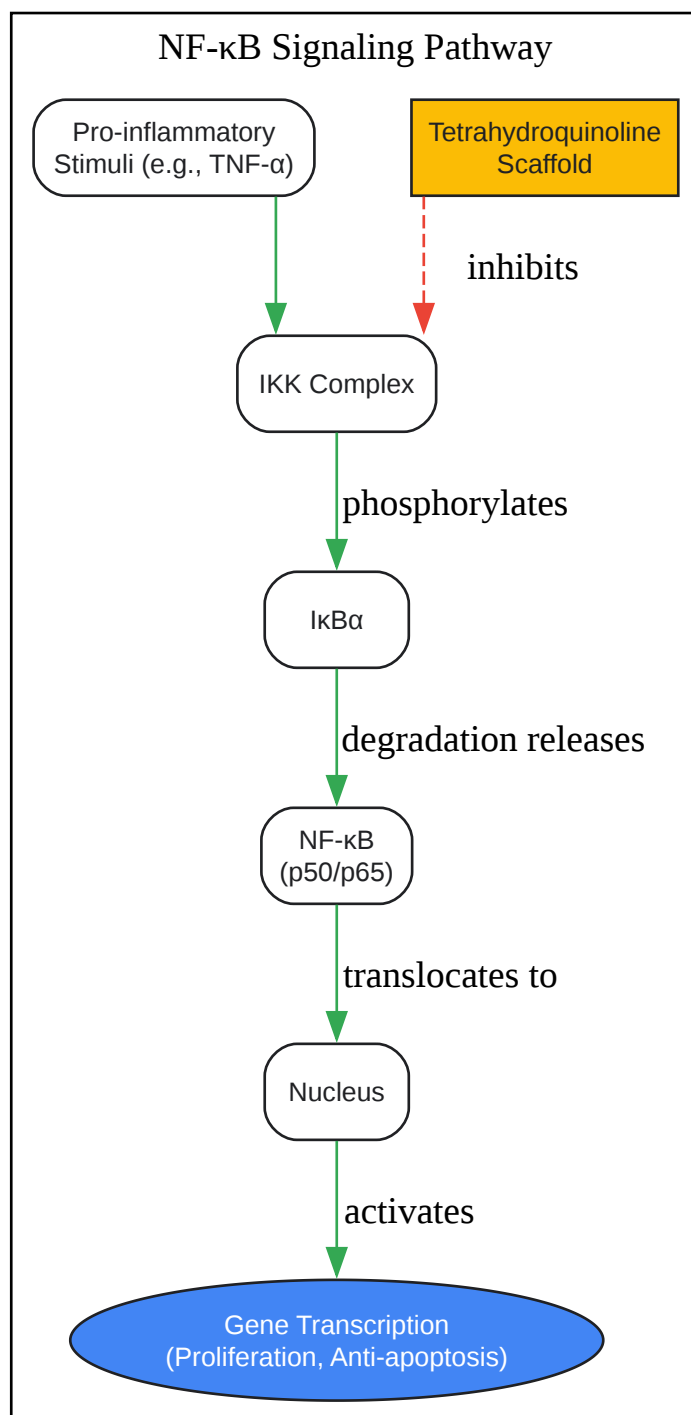 NF-κB Signaling Pathway
Pro-inflammatory
Stimuli (e.g., TNF-α)
Tetrahydroquinoline
Scaffold
inhibits
IKK Complex
phosphorylates
IκBα
degradation releases
NF-κB
(p50/p65)
translocates to
Nucleus
activates
Gene Transcription
(Proliferation, Anti-apoptosis)